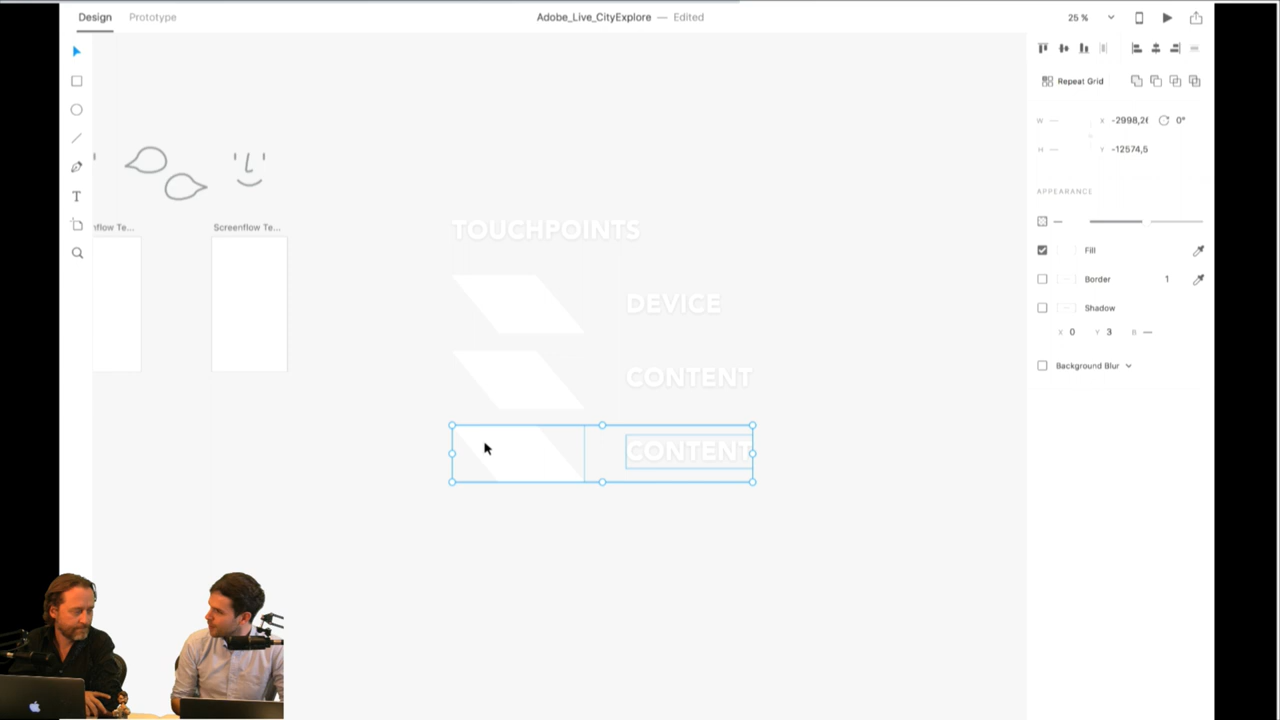 Design Prototype Adobe_Live_CityExplore — Edited 25 %
Repeat Grid
W — X -2998,26 0°
H — Y -12574,5
APPEARANCE
Fill
Border 1
Shadow
X 0 Y 3 B —
Background Blur
T
nflow Te... Screenflow Te...
TOUCHPOINTS
DEVICE
CONTENT
CONTENT